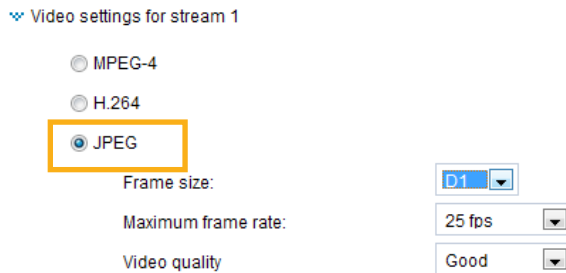 Video settings for stream 1
MPEG-4
H.264
JPEG
Frame size: D1
Maximum frame rate: 25 fps
Video quality Good